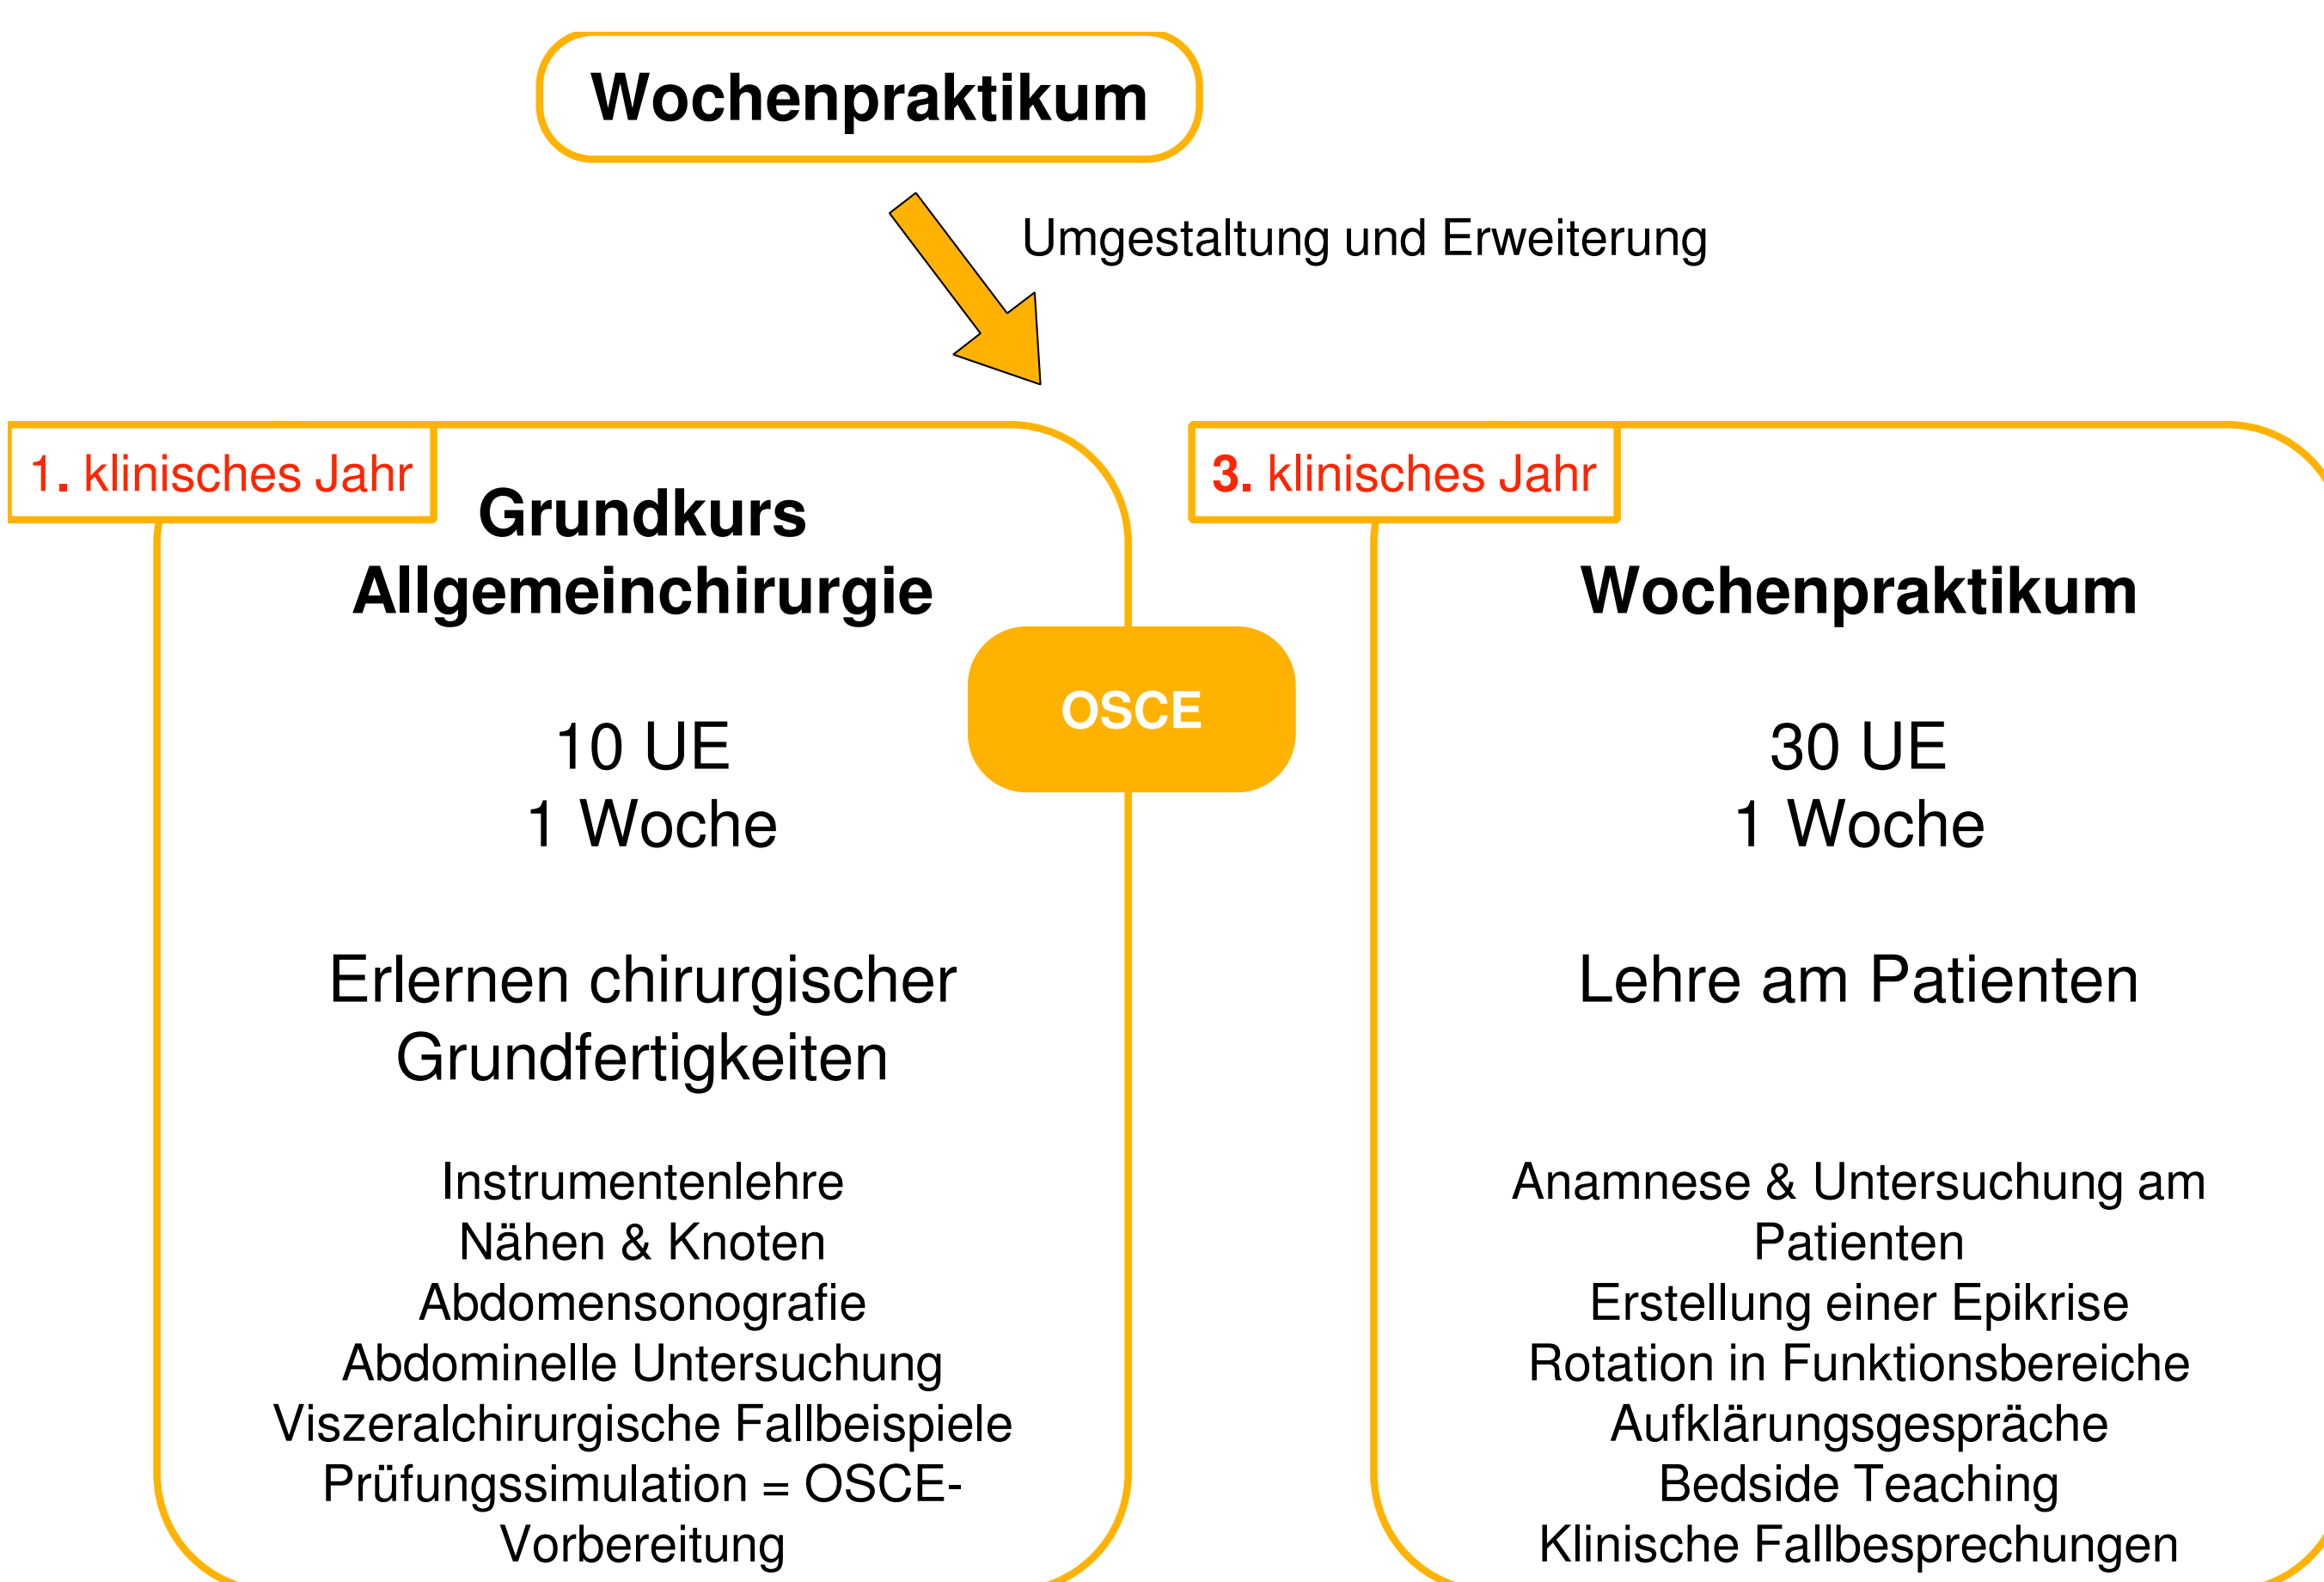 Wochenpraktikum
Umgestaltung und Erweiterung
1. klinisches Jahr
Grundkurs
Allgemeinchirurgie
10 UE
1 Woche
Erlernen chirurgischer
Grundfertigkeiten
Instrumentenlehre
Nähen & Knoten
Abdomensonografie
Abdominelle Untersuchung
Viszeralchirurgische Fallbeispiele
Prüfungssimulation = OSCE-
Vorbereitung
OSCE
3. klinisches Jahr
Wochenpraktikum
30 UE
1 Woche
Lehre am Patienten
Anamnese & Untersuchung am
Patienten
Erstellung einer Epikrise
Rotation in Funktionsbereiche
Aufklärungsgespräche
Bedside Teaching
Klinische Fallbesprechungen